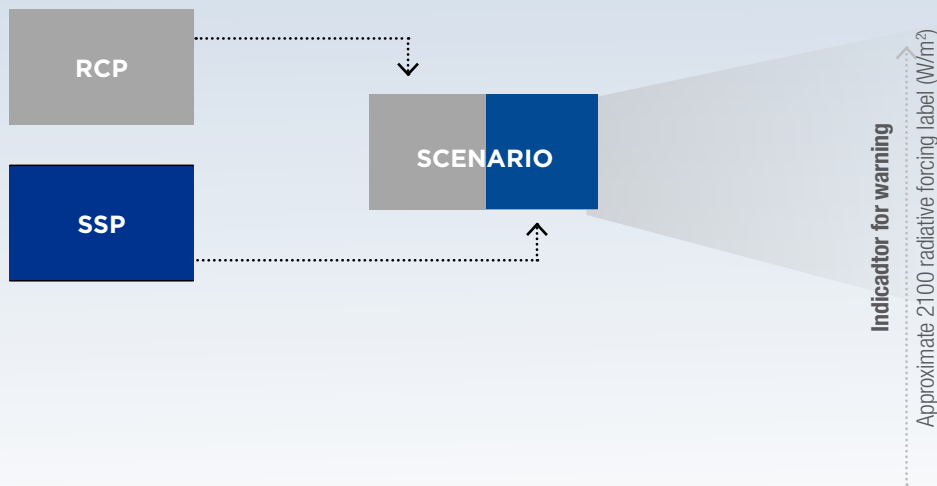 RCP
SCENARIO
SSP
Indicadtor for warning
Approximate 2100 radiative forcing label (W/m²)